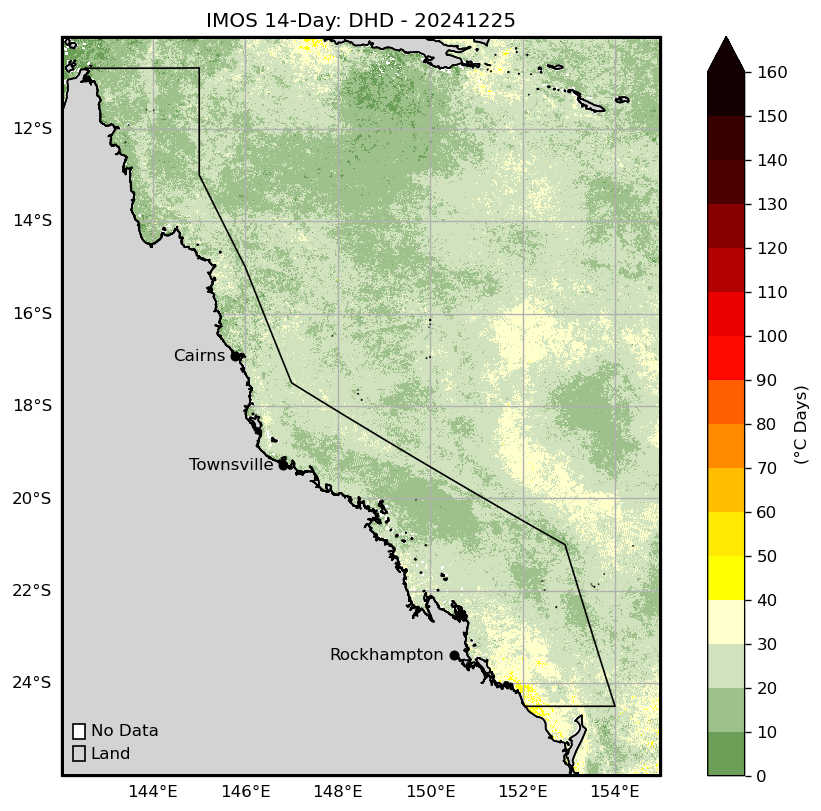 IMOS 14-Day: DHD - 20241225
12°S
14°S
16°S
18°S
20°S
22°S
24°S
Cairns
Townsville
Rockhampton
No Data
Land
144°E 146°E 148°E 150°E 152°E 154°E
160
150
140
130
120
110
100
90
80
70
60
50
40
30
20
10
0
(°C Days)